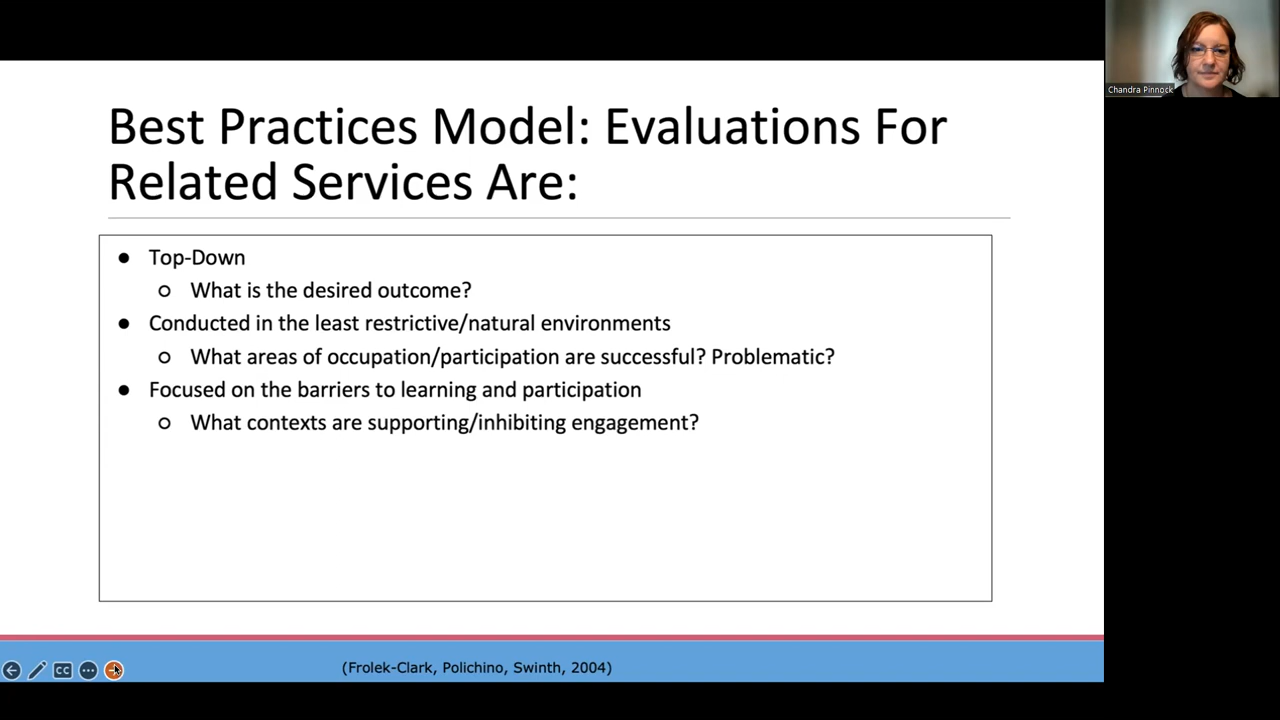 Chandra Pinnock
Best Practices Model: Evaluations For
Related Services Are:
● Top-Down
○ What is the desired outcome?
● Conducted in the least restrictive/natural environments
○ What areas of occupation/participation are successful? Problematic?
● Focused on the barriers to learning and participation
○ What contexts are supporting/inhibiting engagement?
CC
(Frolek-Clark, Polichino, Swinth, 2004)